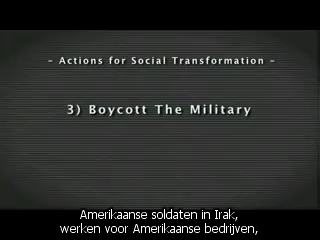 - Actions for Social Transformation -
3) Boycott The Military
Amerikaanse soldaten in Irak,
werken voor Amerikaanse bedrijven,